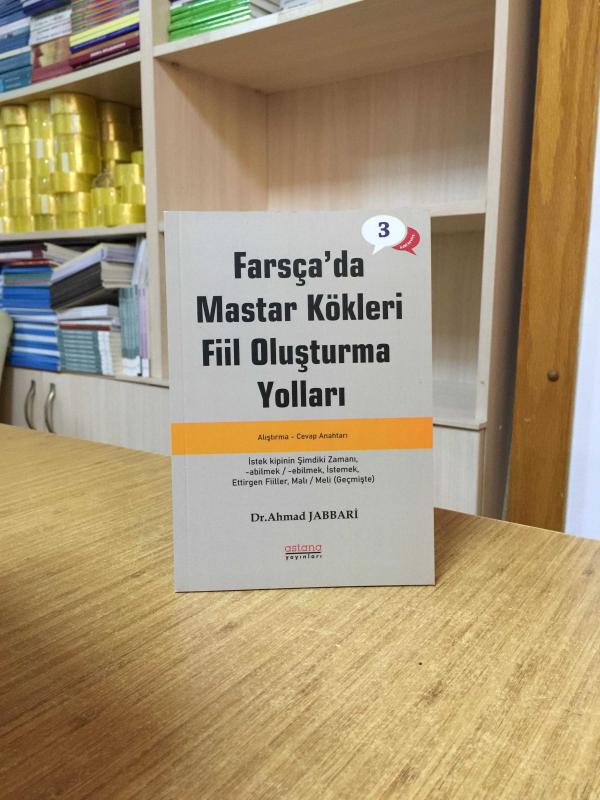 3
Farsça'da
Mastar Kökleri
Fiil Oluşturma
Yolları
Alıştırma - Cevap Anahtarı
İstek kipinin Şimdiki Zamanı,
-abilmek / -ebilmek, İstemek,
Ettirgen Fiiller, Malı / Meli (Geçmişte)
Dr.Ahmad JABBARİ
astana
yayınları